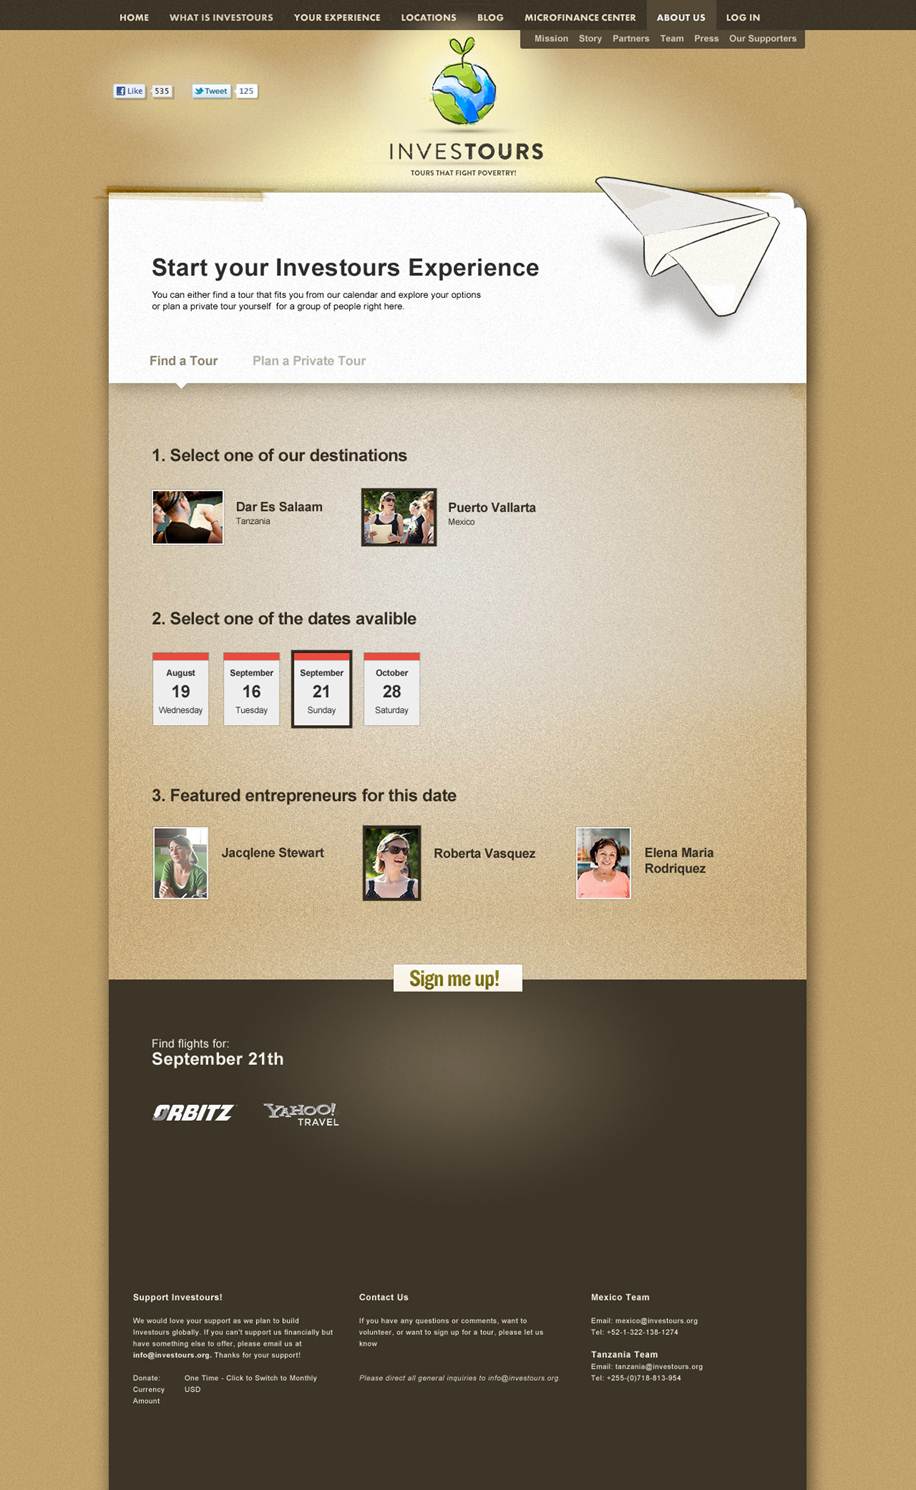 HOME WHAT IS INVESTOURS YOUR EXPERIENCE LOCATIONS BLOG MICROFINANCE CENTER ABOUT US LOG IN
Mission Story Partners Team Press Our Supporters
Like 535 Tweet 125
INVESTOURS
TOURS THAT FIGHT POVERTRY!
Start your Investours Experience
You can either find a tour that fits you from our calendar and explore your options
or plan a private tour yourself for a group of people right here.
Find a Tour Plan a Private Tour
1. Select one of our destinations
Dar Es Salaam
Tanzania
Puerto Vallarta
Mexico
2. Select one of the dates avalible
August
19
Wednesday
September
16
Tuesday
September
21
Sunday
October
28
Saturday
3. Featured entrepreneurs for this date
Jacqlene Stewart
Roberta Vasquez
Elena Maria
Rodriquez
Sign me up!
Find flights for:
September 21th
ORBITZ
YAHOO!
TRAVEL
Support Investours!
We would love your support as we plan to build
Investours globally. If you can't support us financially but
have something else to offer, please email us at
info@investours.org. Thanks for your support!
Donate: One Time - Click to Switch to Monthly
Currency USD
Amount
Contact Us
If you have any questions or comments, want to
volunteer, or want to sign up for a tour, please let us
know
Please direct all general inquiries to info@investours.org.
Mexico Team
Email: mexico@investours.org
Tel: +52-1-322-138-1274
Tanzania Team
Email: tanzania@investours.org
Tel: +255-(0)718-813-954